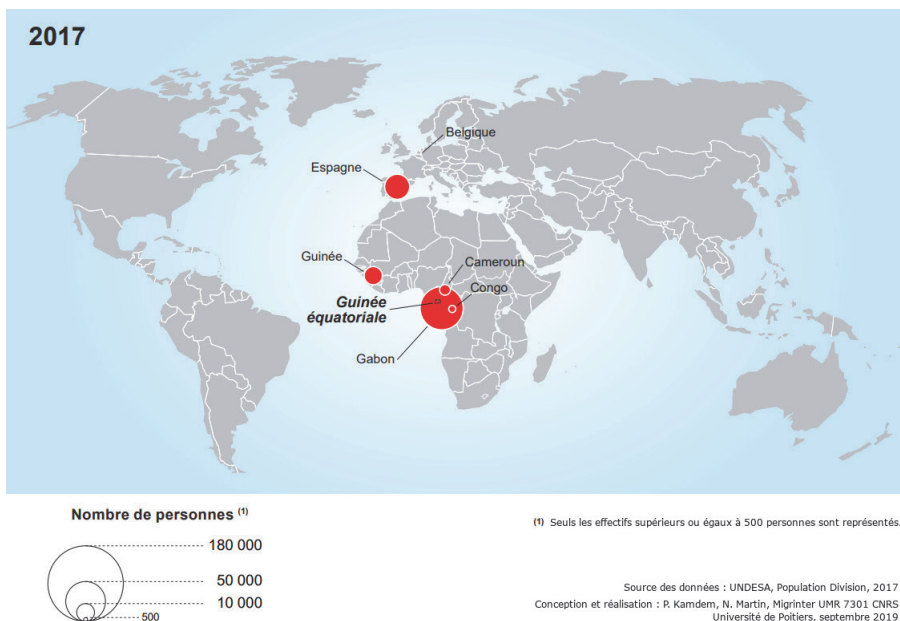 2017
Belgique
Espagne
Guinée
Cameroun
Congo
Guinée
équatoriale
Gabon
Nombre de personnes (1)
180 000
50 000
10 000
500
(1) Seuls les effectifs supérieurs ou égaux à 500 personnes sont représentés.
Source des données : UNDESA, Population Division, 2017
Conception et réalisation : P. Kamdem, N. Martin, Migrinter UMR 7301 CNRS
Université de Poitiers, septembre 2019